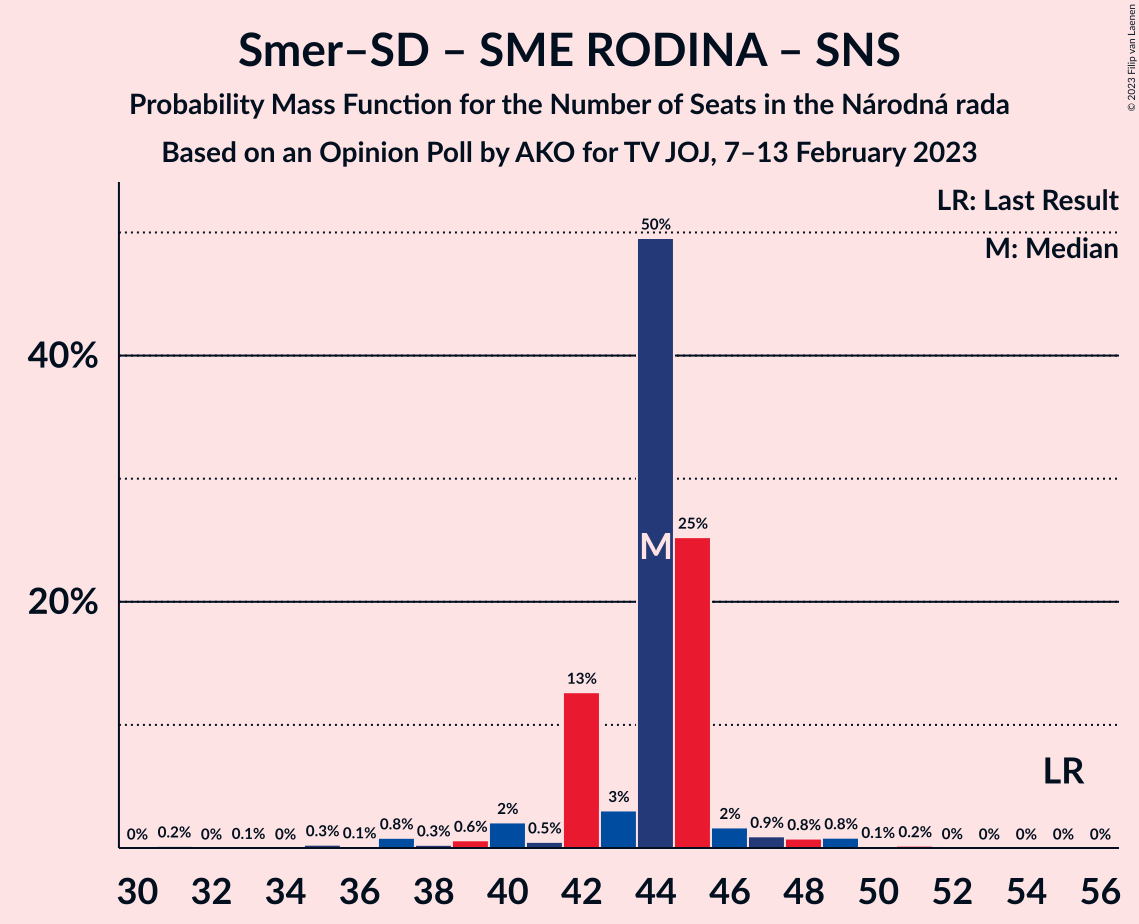 Smer–SD – SME RODINA – SNS
Probability Mass Function for the Number of Seats in the Národná rada
Based on an Opinion Poll by AKO for TV JOJ, 7–13 February 2023
© 2023 Filip van Laenen
LR: Last Result
M: Median
50%
40%
25%
M
20%
13%
LR
0% 0.2% 0% 0.1% 0% 0.3% 0.1% 0.8% 0.3% 0.6% 2% 0.5% 3% 2% 0.9% 0.8% 0.8% 0.1% 0.2% 0% 0% 0% 0% 0%
30 32 34 36 38 40 42 44 46 48 50 52 54 56